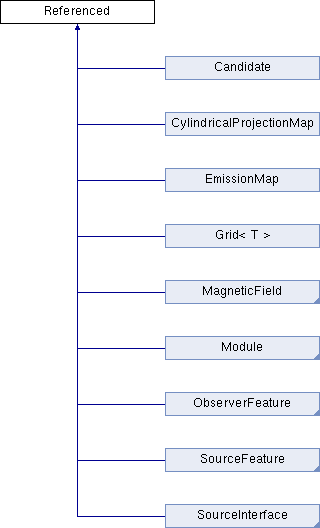 Referenced
Candidate
CylindricalProjectionMap
EmissionMap
Grid< T >
MagneticField
Module
ObserverFeature
SourceFeature
SourceInterface